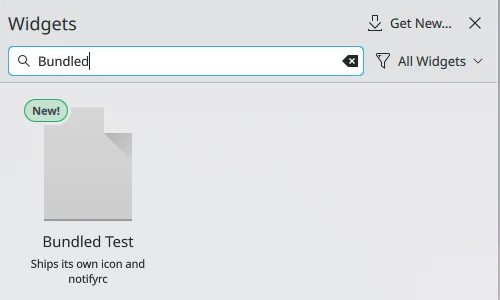 Widgets
Get New...
Bundled
All Widgets
New!
Bundled Test
Ships its own icon and
notifyrc